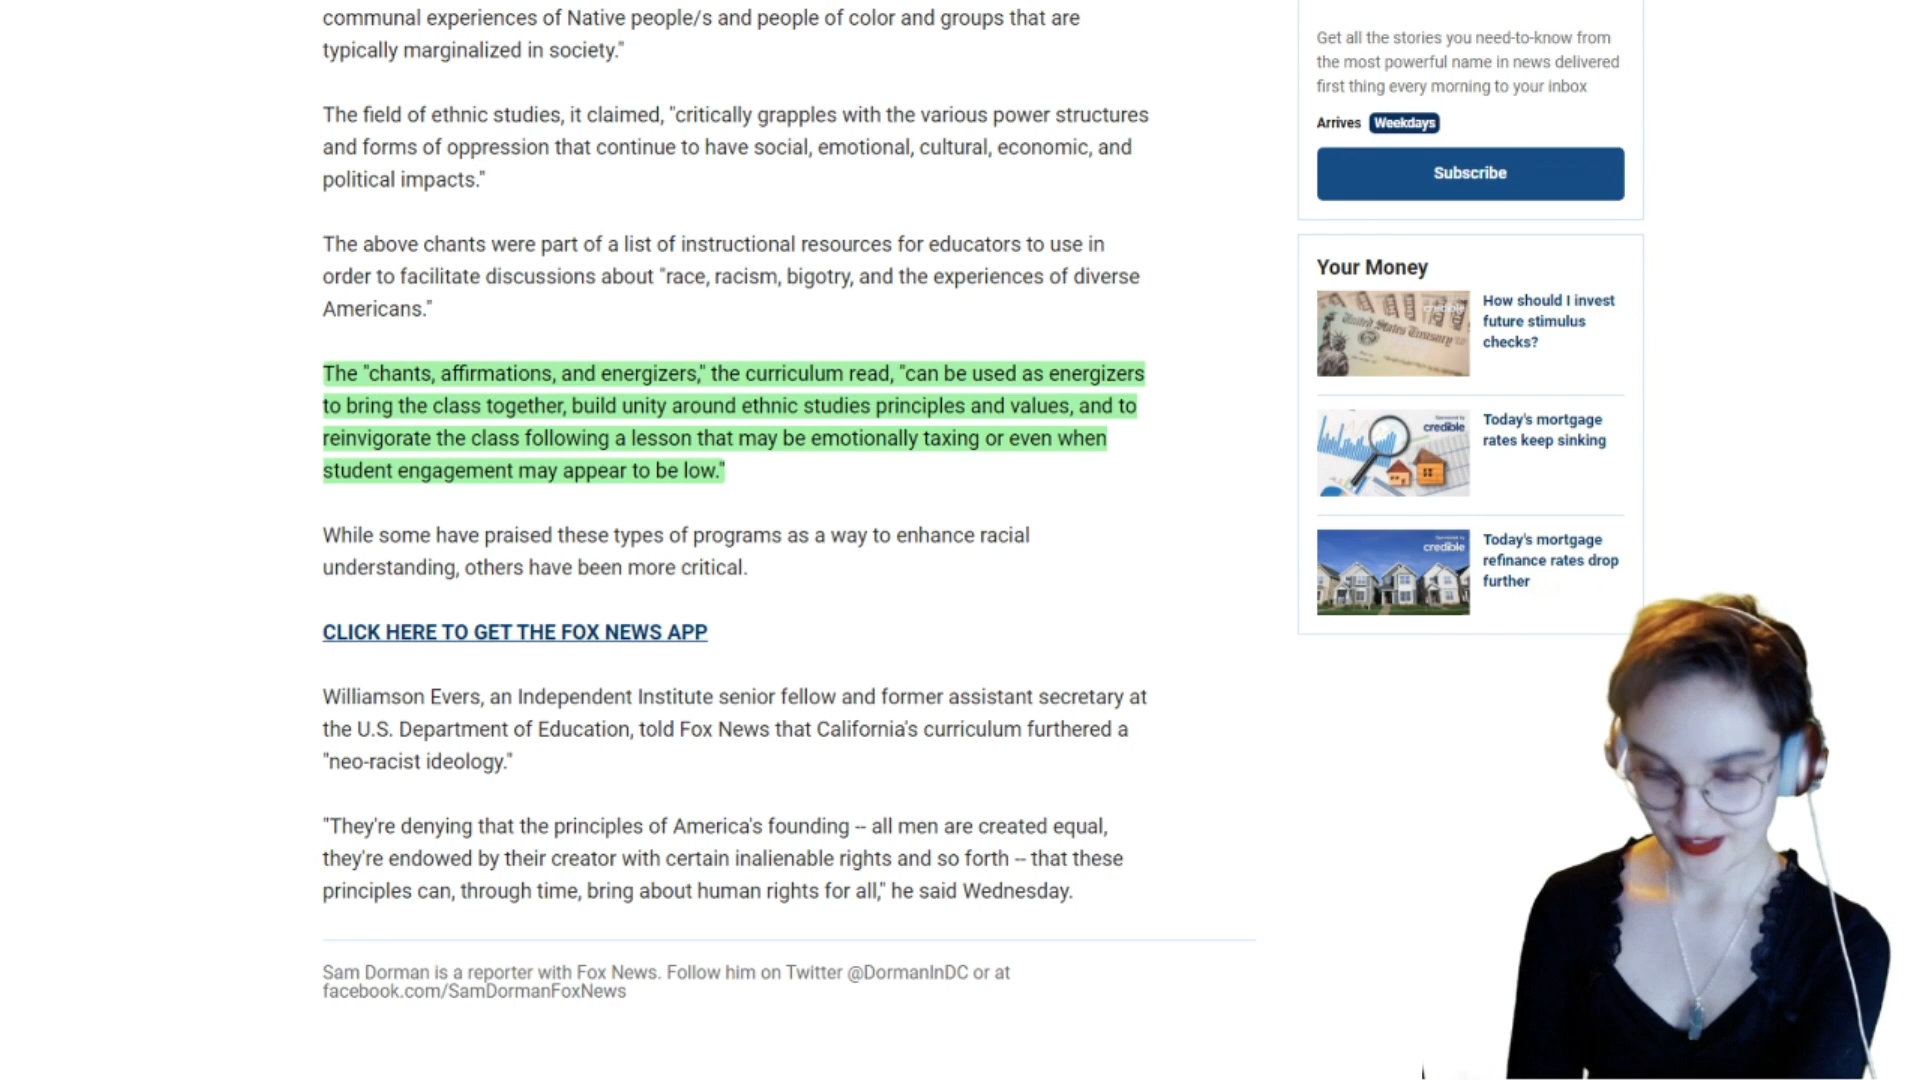 communal experiences of Native people/s and people of color and groups that are
typically marginalized in society."
The field of ethnic studies, it claimed, "critically grapples with the various power structures
and forms of oppression that continue to have social, emotional, cultural, economic, and
political impacts."
The above chants were part of a list of instructional resources for educators to use in
order to facilitate discussions about "race, racism, bigotry, and the experiences of diverse
Americans."
The "chants, affirmations, and energizers," the curriculum read, "can be used as energizers
to bring the class together, build unity around ethnic studies principles and values, and to
reinvigorate the class following a lesson that may be emotionally taxing or even when
student engagement may appear to be low."
While some have praised these types of programs as a way to enhance racial
understanding, others have been more critical.
CLICK HERE TO GET THE FOX NEWS APP
Williamson Evers, an Independent Institute senior fellow and former assistant secretary at
the U.S. Department of Education, told Fox News that California's curriculum furthered a
"neo-racist ideology."
"They're denying that the principles of America's founding -- all men are created equal,
they're endowed by their creator with certain inalienable rights and so forth -- that these
principles can, through time, bring about human rights for all," he said Wednesday.
Sam Dorman is a reporter with Fox News. Follow him on Twitter @DormanInDC or at
facebook.com/SamDormanFoxNews
Get all the stories you need-to-know from
the most powerful name in news delivered
first thing every morning to your inbox
Arrives Weekdays
Subscribe
Your Money
credible
United States Treasury
How should I invest
future stimulus
checks?
Sponsored by
credible
Today's mortgage
rates keep sinking
Sponsored by
credible
Today's mortgage
refinance rates drop
further